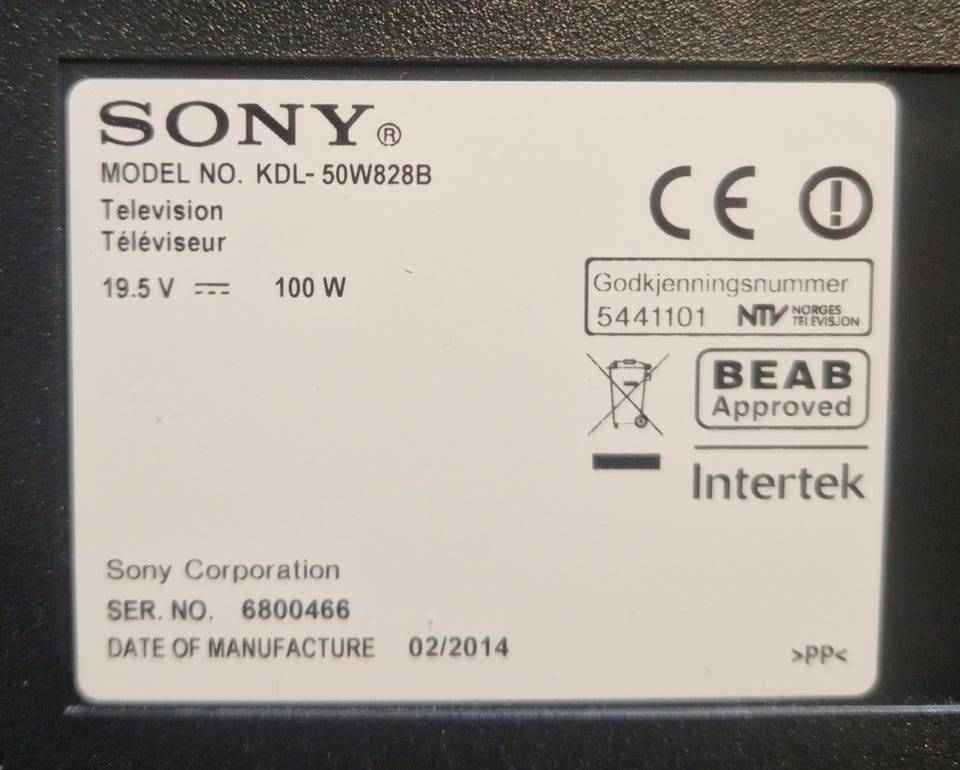 SONY®
MODEL NO. KDL-50W828B
Television
Téléviseur
19.5 V ⎓ 100 W
CE
Godkjenningsnummer
5441101 NTV NORGES TELEVISJON
BEAB
Approved
Intertek
Sony Corporation
SER. NO. 6800466
DATE OF MANUFACTURE 02/2014
>PP<